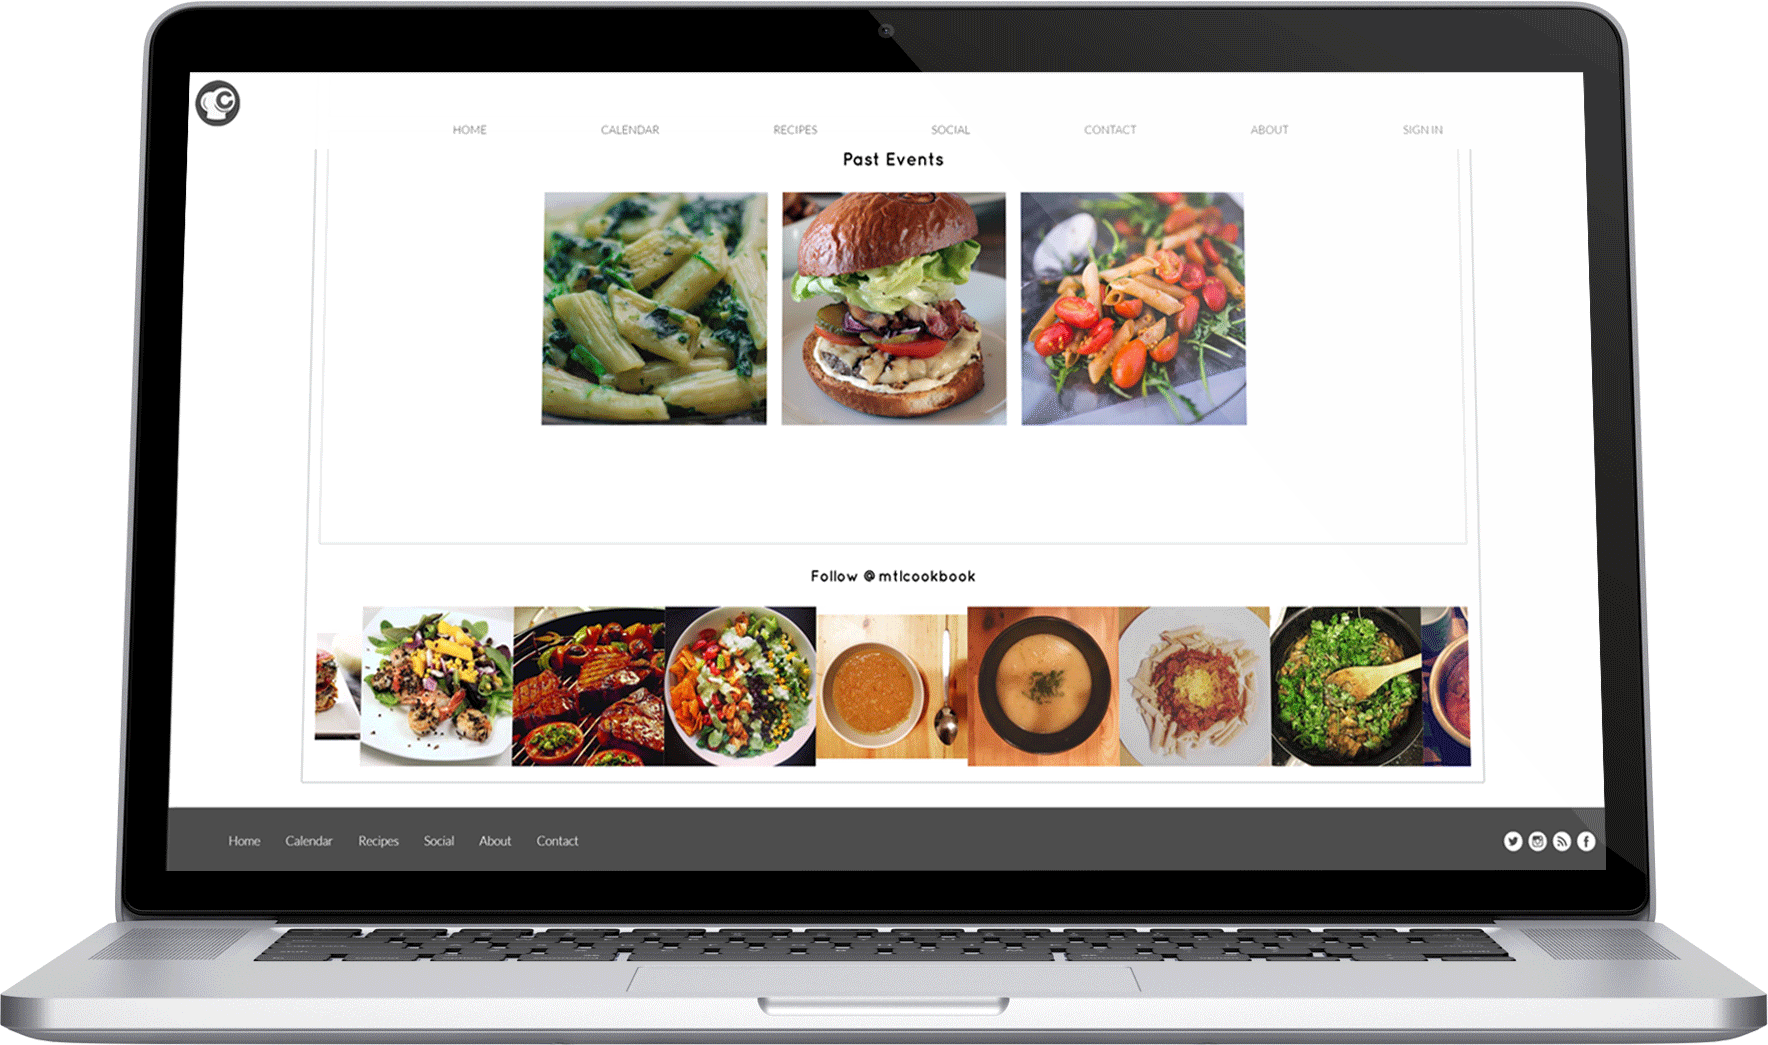 HOME CALENDAR RECIPES SOCIAL CONTACT ABOUT SIGN IN
Past Events
Follow @mtlcookbook
Home Calendar Recipes Social About Contact